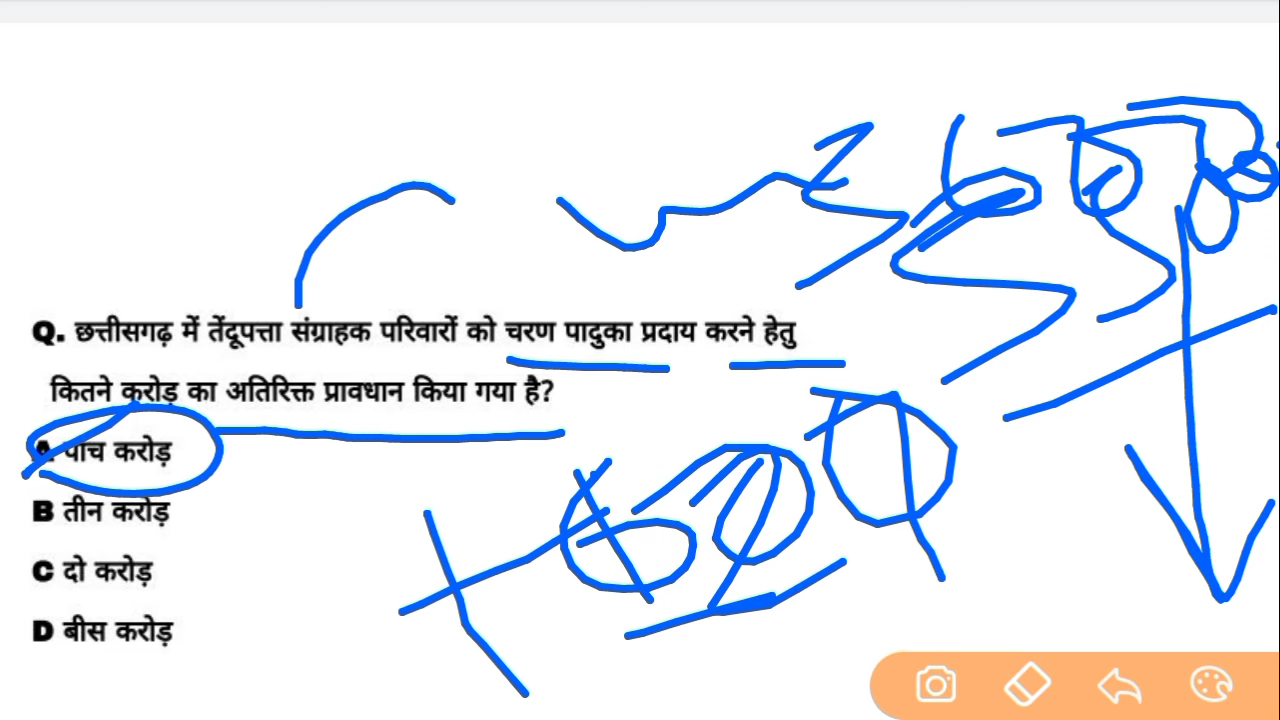 Q. छत्तीसगढ़ में तेंदूपत्ता संग्राहक परिवारों को चरण पादुका प्रदाय करने हेतु
कितने करोड़ का अतिरिक्त प्रावधान किया गया है?
A पांच करोड़
B तीन करोड़
C दो करोड़
D बीस करोड़